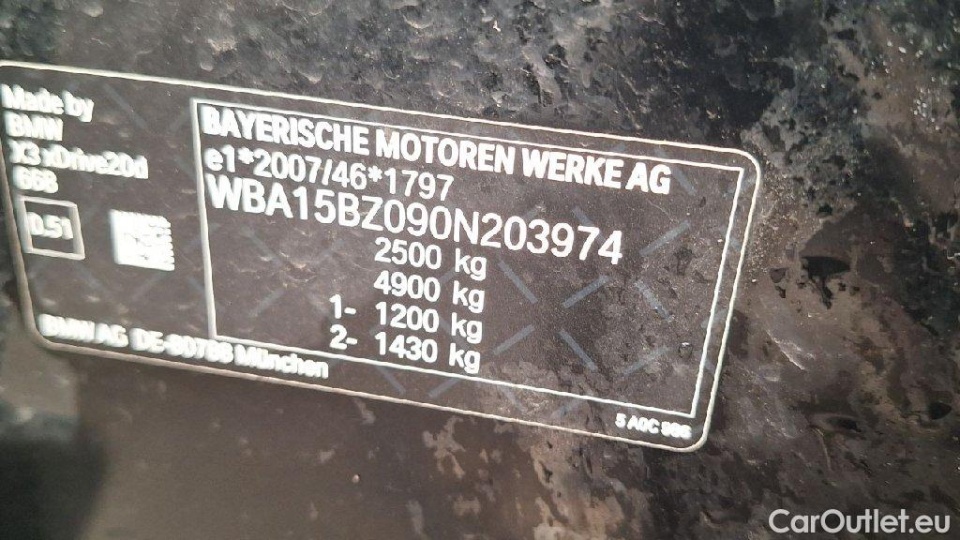 Made by
BMW
X3 xDrive20d
668
0.51
BAYERISCHE MOTOREN WERKE AG
e1*2007/46*1797
WBA15BZ090N203974
2500 kg
4900 kg
1- 1200 kg
2- 1430 kg
BMW AG DE-80788 München
5 A0C
CarOutlet.eu